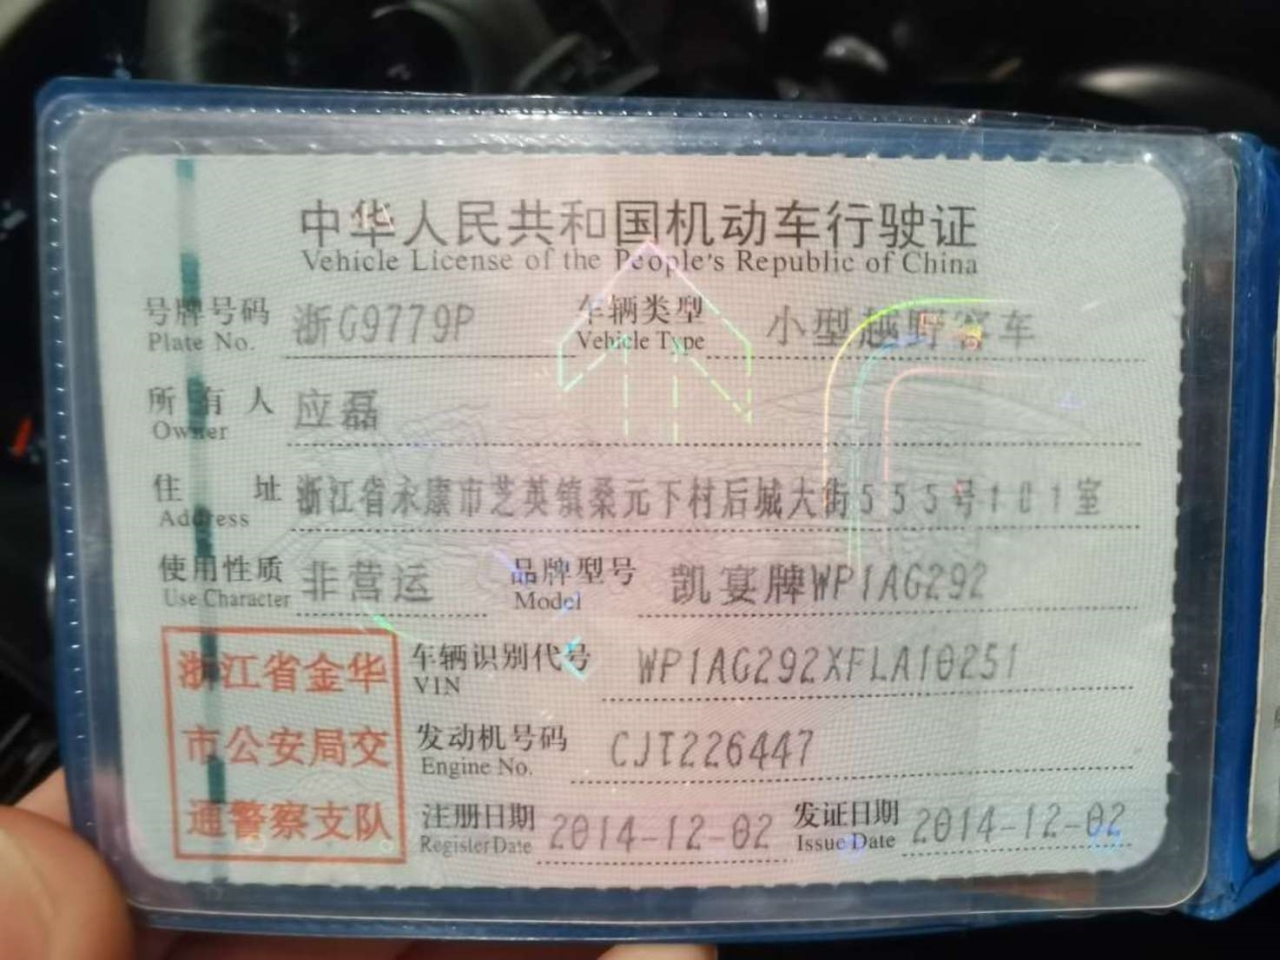 中华人民共和国机动车行驶证
Vehicle License of the People's Republic of China
号牌号码 浙G9779P 车辆类型 小型越野客车
Plate No. Vehicle Type
所有人 应磊
Owner
住址 浙江省永康市芝英镇桑元下村后城大街555号101室
Address
使用性质 非营运 品牌型号 凯宴牌WP1AG292
Use Character Model
浙江省金华
市公安局交
通警察支队
车辆识别代号 WP1AG292XFLA10251
VIN
发动机号码 CJT226447
Engine No.
注册日期 2014-12-02 发证日期 2014-12-02
Register Date Issue Date